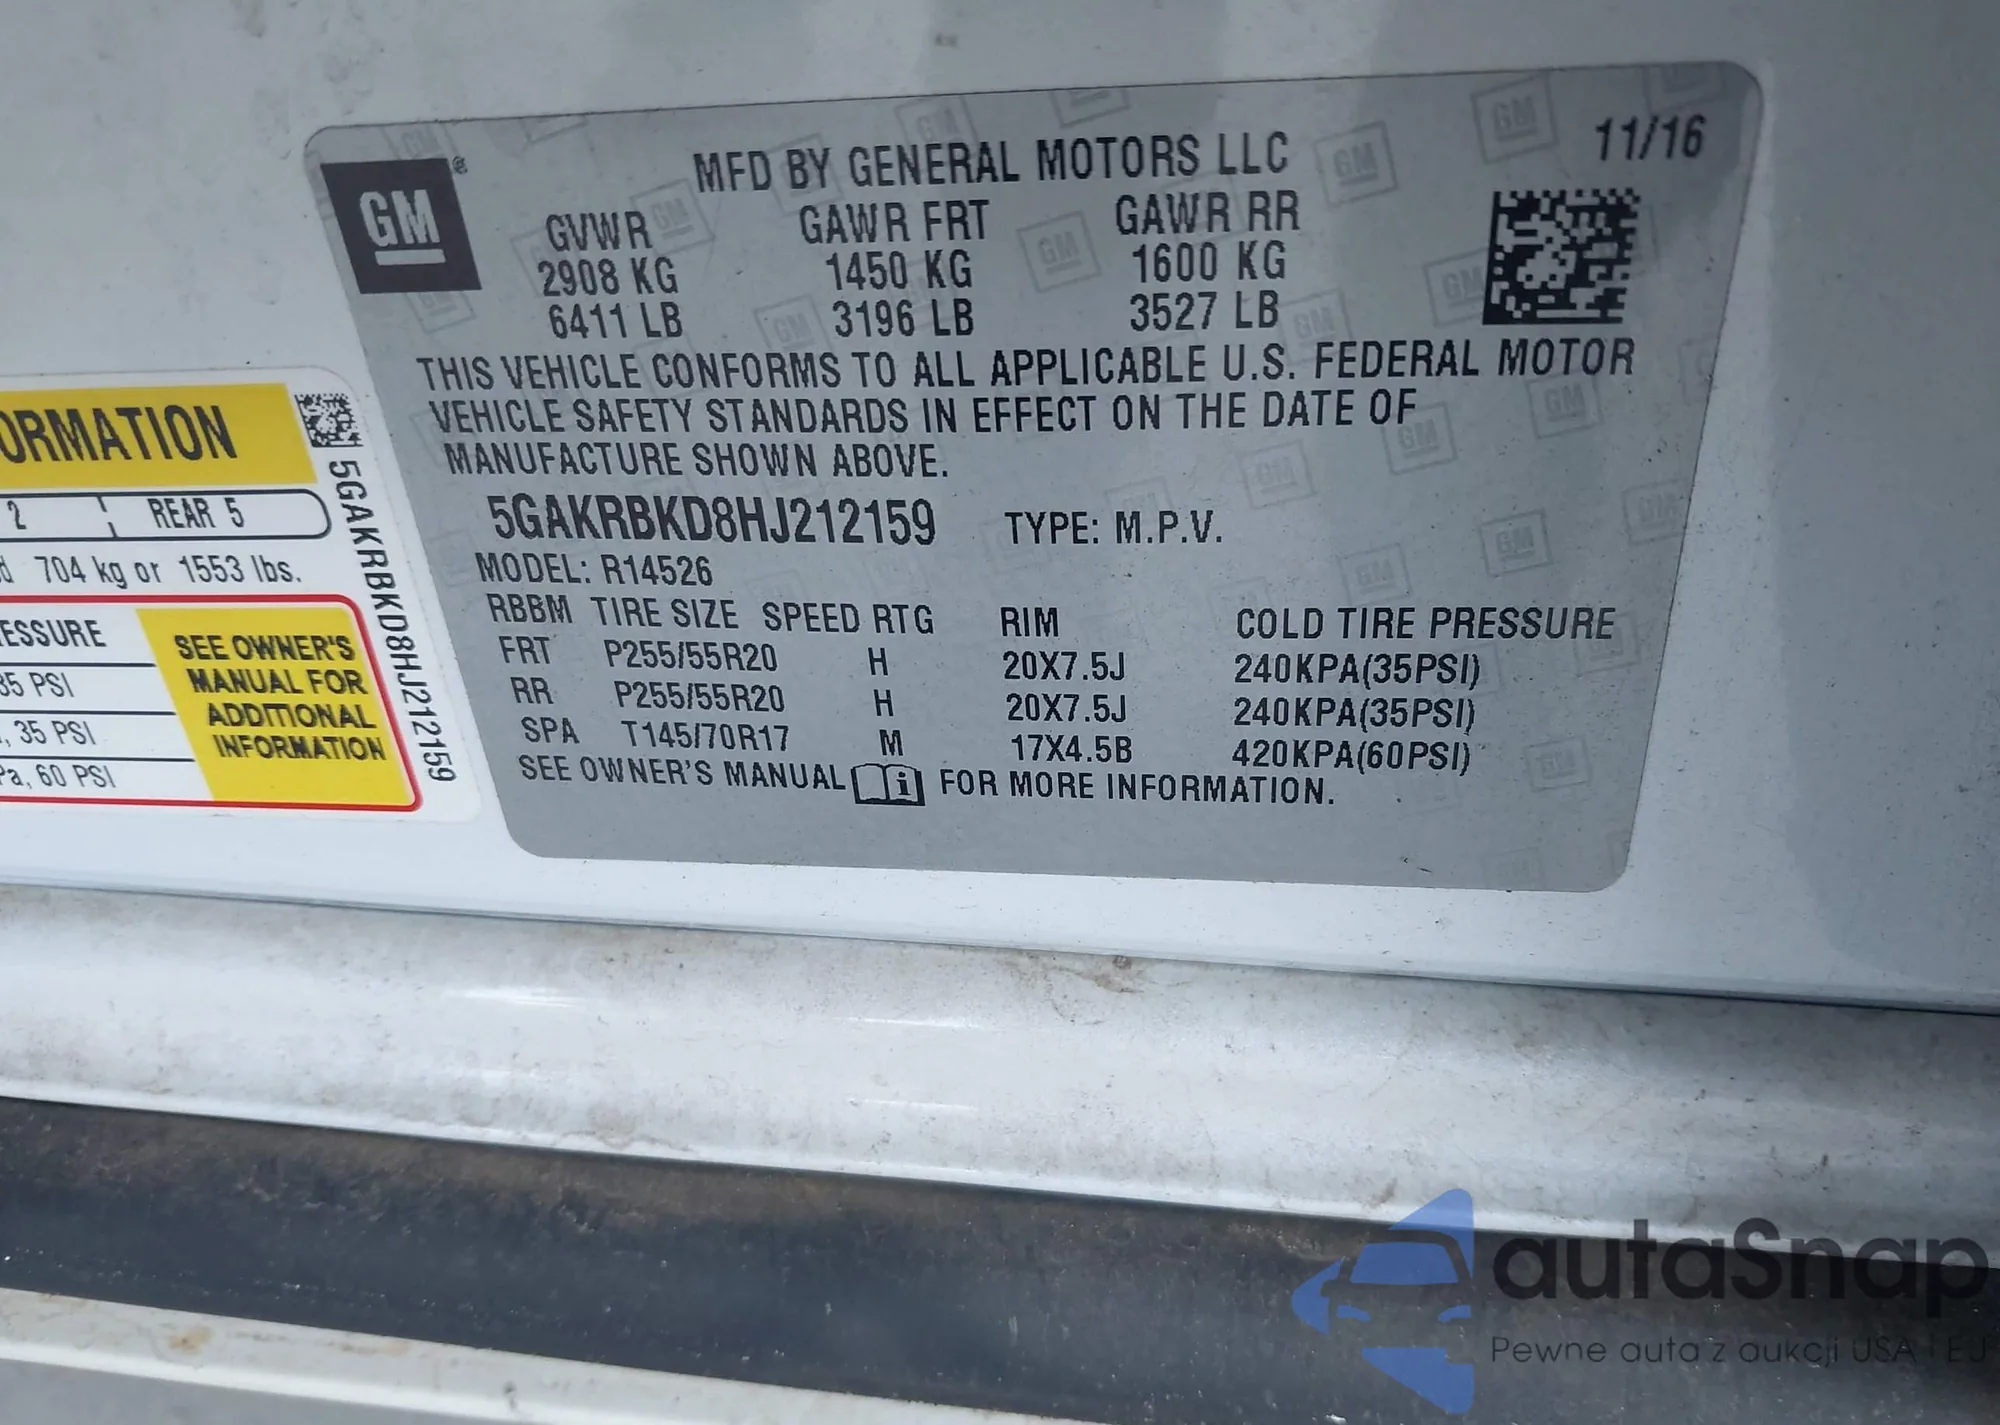 GM ®
MFD BY GENERAL MOTORS LLC
11/16
GVWR GAWR FRT GAWR RR
2908 KG 1450 KG 1600 KG
6411 LB 3196 LB 3527 LB
THIS VEHICLE CONFORMS TO ALL APPLICABLE U.S. FEDERAL MOTOR
VEHICLE SAFETY STANDARDS IN EFFECT ON THE DATE OF
MANUFACTURE SHOWN ABOVE.
5GAKRBKD8HJ212159 TYPE: M.P.V.
MODEL: R14526
RBBM TIRE SIZE SPEED RTG RIM COLD TIRE PRESSURE
FRT P255/55R20 H 20X7.5J 240KPA(35PSI)
RR P255/55R20 H 20X7.5J 240KPA(35PSI)
SPA T145/70R17 M 17X4.5B 420KPA(60PSI)
SEE OWNER'S MANUAL i FOR MORE INFORMATION.
ORMATION
2 REAR 5
d 704 kg or 1553 lbs.
ESSURE
35 PSI
, 35 PSI
Pa, 60 PSI
SEE OWNER'S
MANUAL FOR
ADDITIONAL
INFORMATION
5GAKRBKD8HJ212159
autaSnap
Pewne auta z aukcji USA i EU